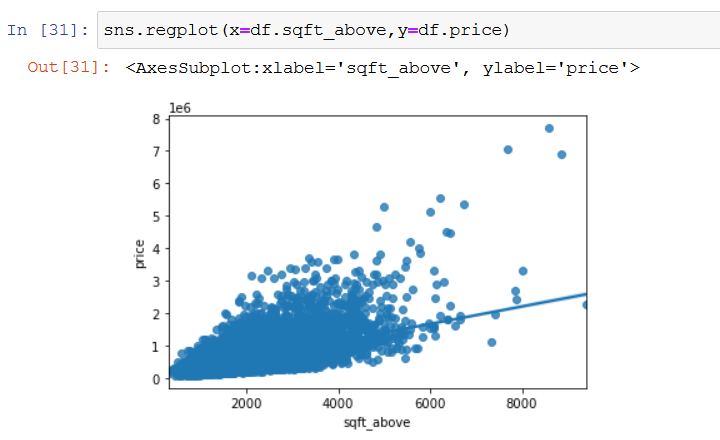 In [31]: sns.regplot(x=df.sqft_above,y=df.price)
Out[31]: <AxesSubplot:xlabel='sqft_above', ylabel='price'>
1e6
8
7
6
5
4
3
2
1
0
price
2000 4000 6000 8000
sqft_above